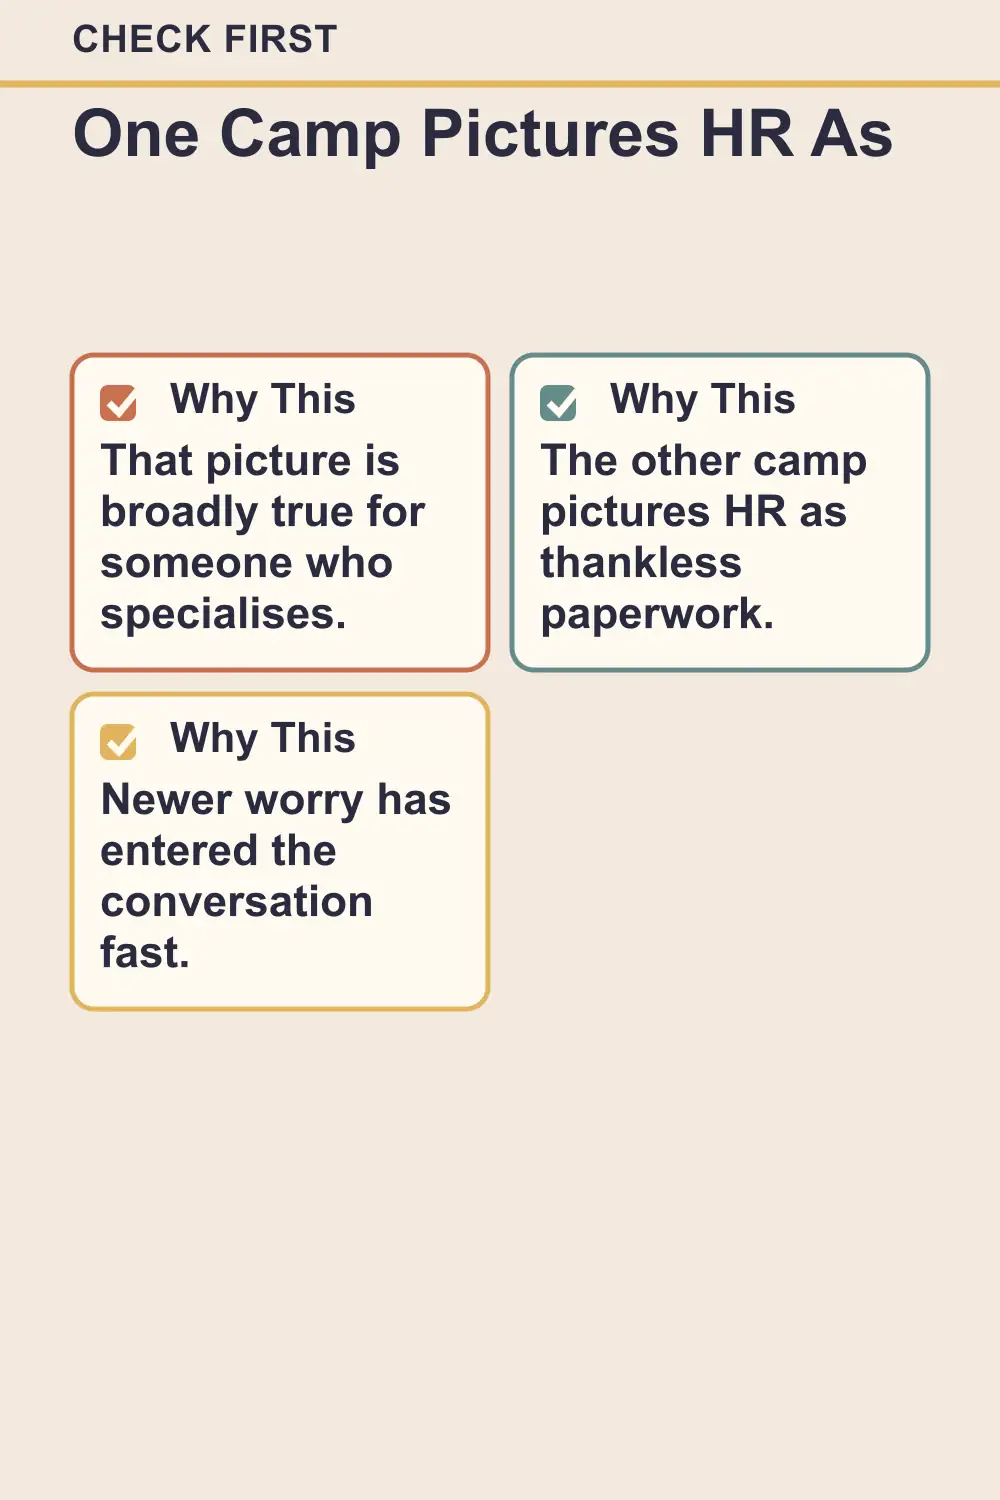 CHECK FIRST
One Camp Pictures HR As
Why This
That picture is
broadly true for
someone who
specialises.
Why This
The other camp
pictures HR as
thankless
paperwork.
Why This
Newer worry has
entered the
conversation
fast.